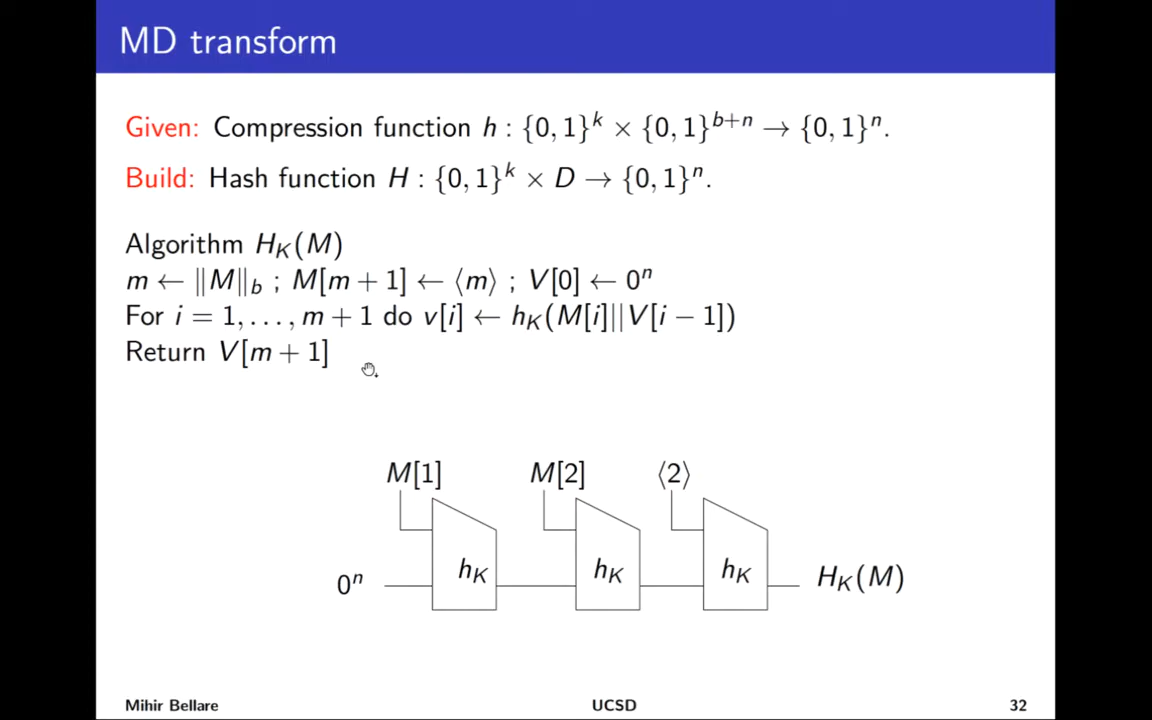 MD transform
Given: Compression function h : {0, 1}^k × {0, 1}^{b+n} → {0, 1}^n.
Build: Hash function H : {0, 1}^k × D → {0, 1}^n.
Algorithm H_K(M)
m ← ‖M‖_b ; M[m + 1] ← ⟨m⟩ ; V[0] ← 0^n
For i = 1, . . . , m + 1 do v[i] ← h_K(M[i]||V[i − 1])
Return V[m + 1]
M[1] M[2] ⟨2⟩
0^n h_K h_K h_K H_K(M)
Mihir Bellare UCSD 32